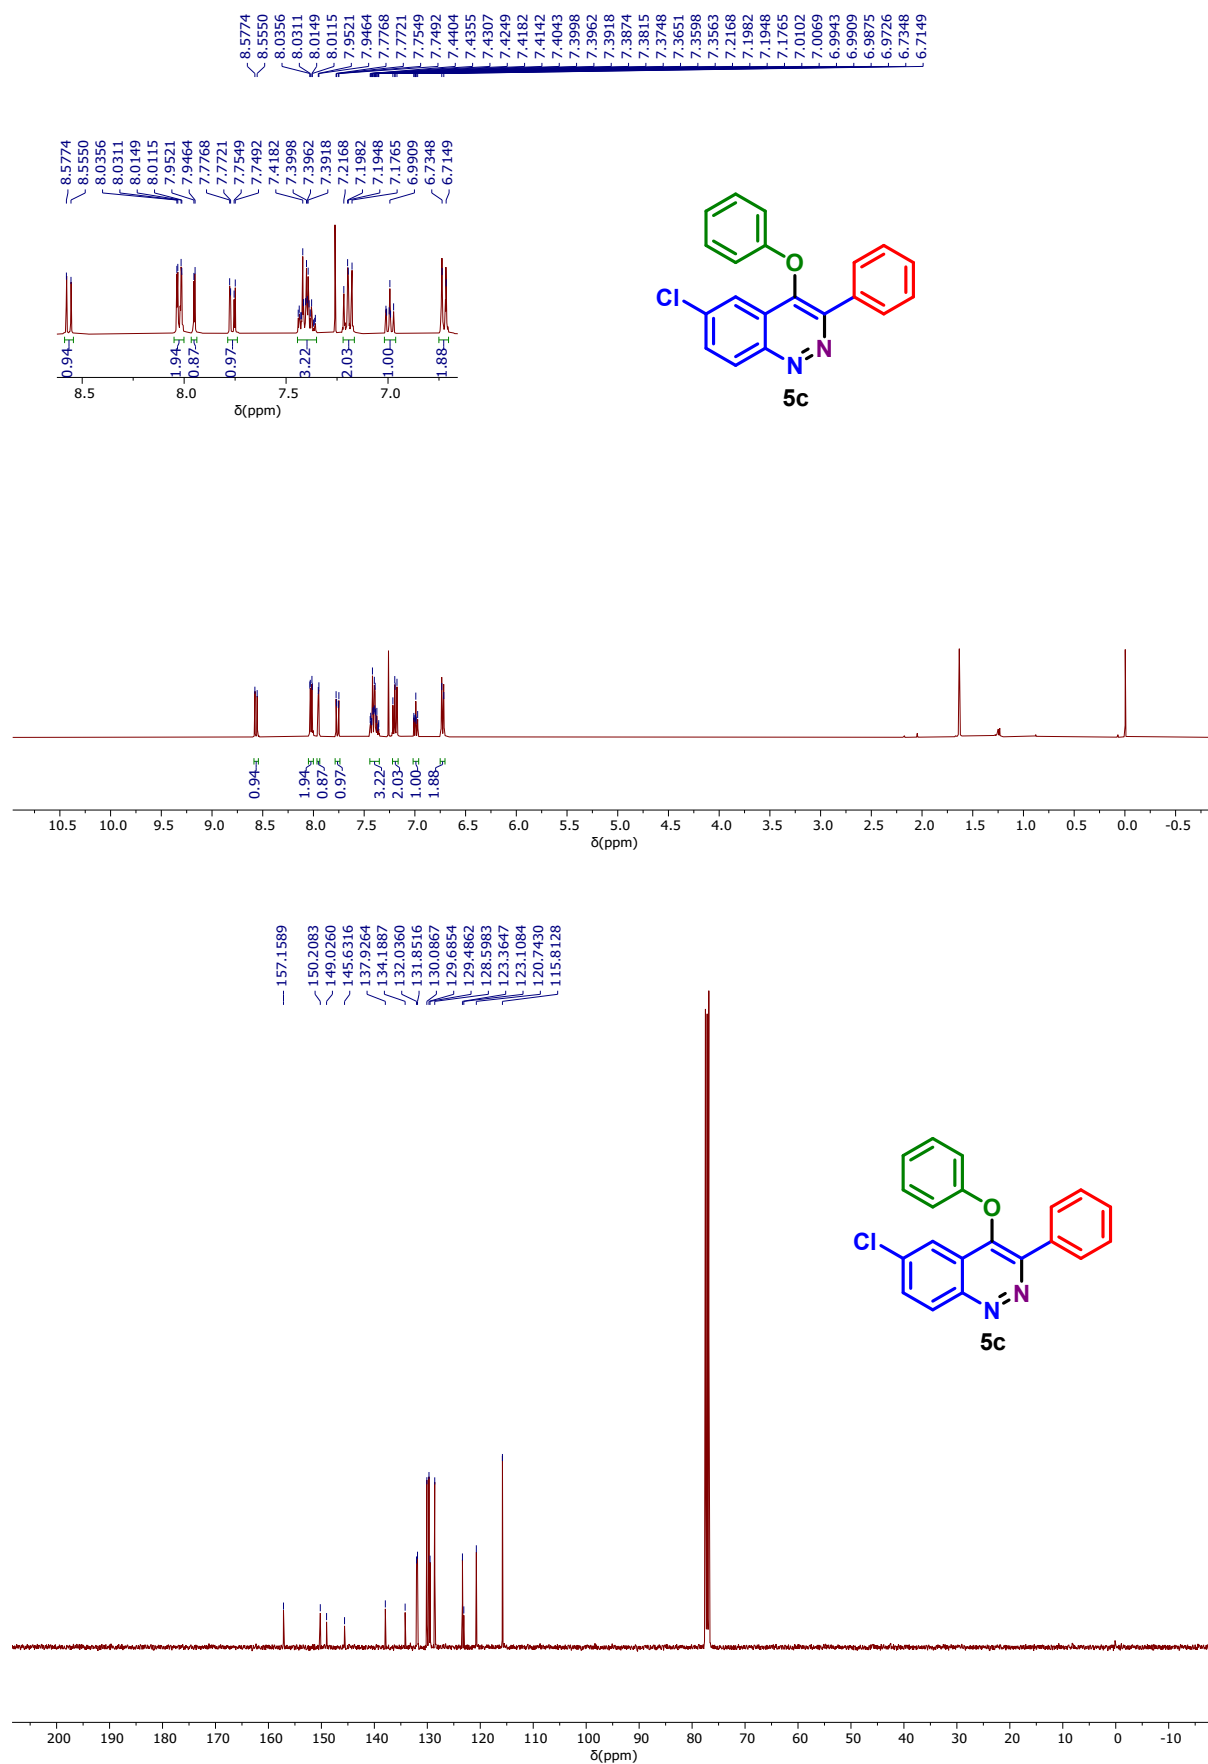 8.5774 8.5550 8.0356 8.0311 8.0149 8.0115 7.9521 7.9464 7.7768 7.7721 7.7549 7.7492 7.4404 7.4355 7.4307 7.4249 7.4182 7.4142 7.4043 7.3998 7.3962 7.3918 7.3874 7.3815 7.3748 7.3651 7.3598 7.3563 7.2168 7.1982 7.1948 7.1765 7.0102 7.0069 6.9943 6.9909 6.9875 6.9726 6.7348 6.7149
8.5774 8.5550 8.0356 8.0311 8.0149 8.0115 7.9521 7.9464 7.7768 7.7721 7.7549 7.7492 7.4182 7.3998 7.3962 7.3918 7.2168 7.1982 7.1948 7.1765 6.9909 6.7348 6.7149
0.94 1.94 0.87 0.97 3.22 2.03 1.00 1.88
8.5 8.0 7.5 7.0
δ(ppm)
O
Cl
N
N
5c
0.94 1.94 0.87 0.97 3.22 2.03 1.00 1.88
10.5 10.0 9.5 9.0 8.5 8.0 7.5 7.0 6.5 6.0 5.5 5.0 4.5 4.0 3.5 3.0 2.5 2.0 1.5 1.0 0.5 0.0 -0.5
δ(ppm)
157.1589 150.2083 149.0260 145.6316 137.9264 134.1887 132.0360 131.8516 130.0867 129.6854 129.4862 128.5983 123.3647 123.1084 120.7430 115.8128
O
Cl
N
N
5c
200 190 180 170 160 150 140 130 120 110 100 90 80 70 60 50 40 30 20 10 0 -10
δ(ppm)